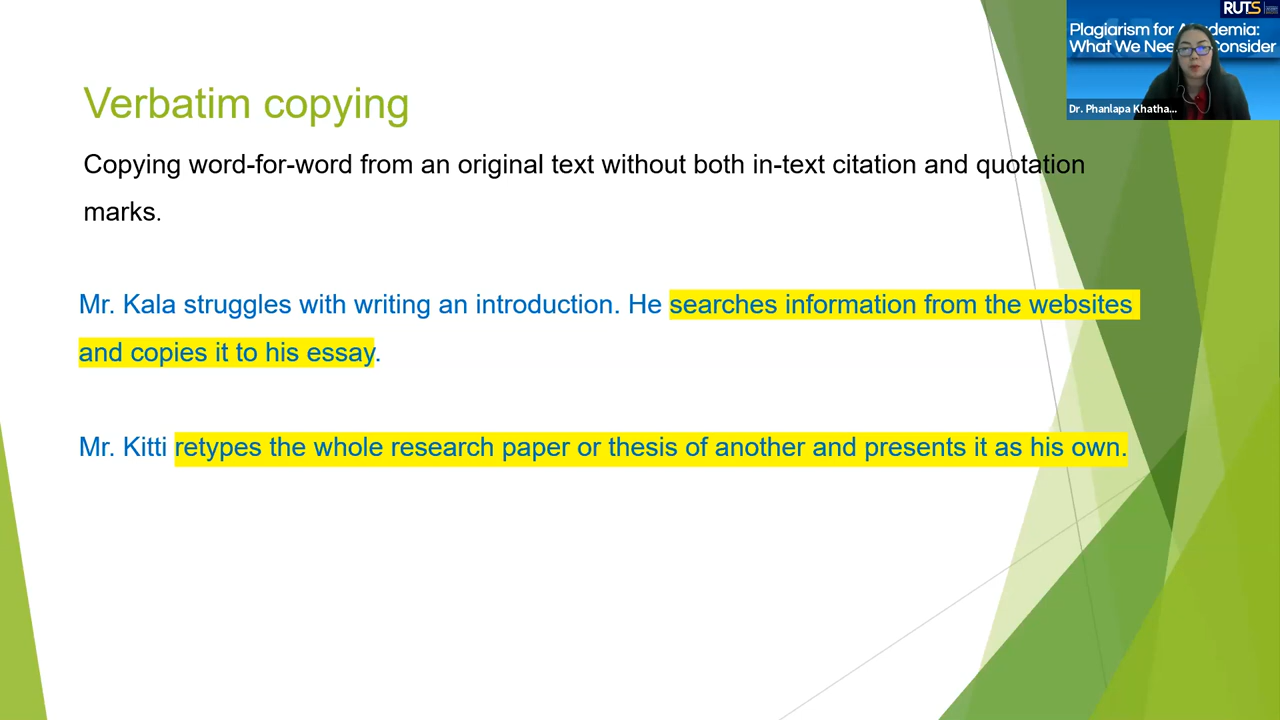 RUTS
Plagiarism for
What We Consider
Dr. Phanlapa Khatha...
Verbatim copying
Copying word-for-word from an original text without both in-text citation and quotation
marks.
Mr. Kala struggles with writing an introduction. He searches information from the websites
and copies it to his essay.
Mr. Kitti retypes the whole research paper or thesis of another and presents it as his own.